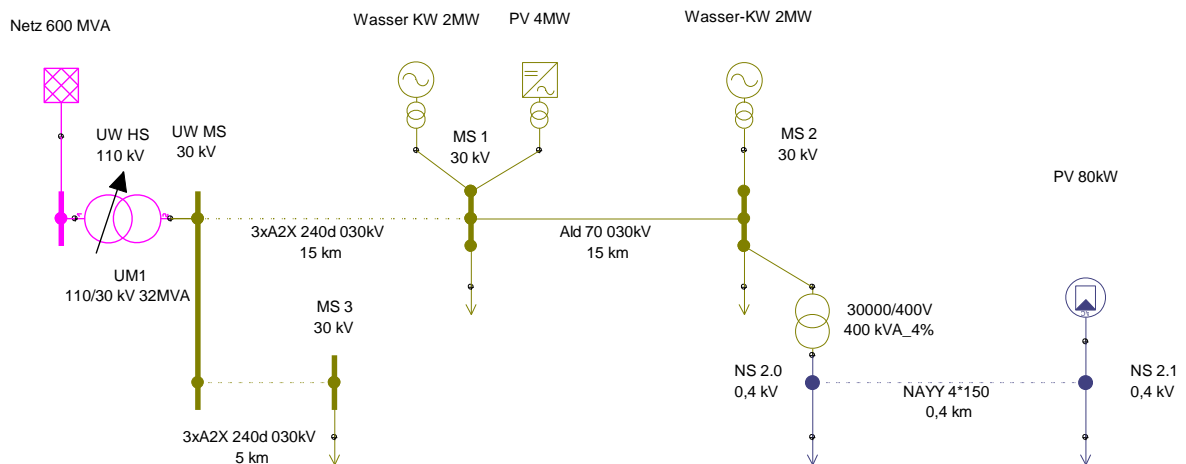 Wasser KW 2MW
PV 4MW
Wasser-KW 2MW
Netz 600 MVA
UW HS
110 kV
UW MS
30 kV
MS 1
30 kV
MS 2
30 kV
PV 80kW
3xA2X 240d 030kV
15 km
Ald 70 030kV
15 km
UM1
110/30 kV 32MVA
MS 3
30 kV
30000/400V
400 kVA_4%
NS 2.0
0,4 kV
NAYY 4*150
0,4 km
NS 2.1
0,4 kV
3xA2X 240d 030kV
5 km